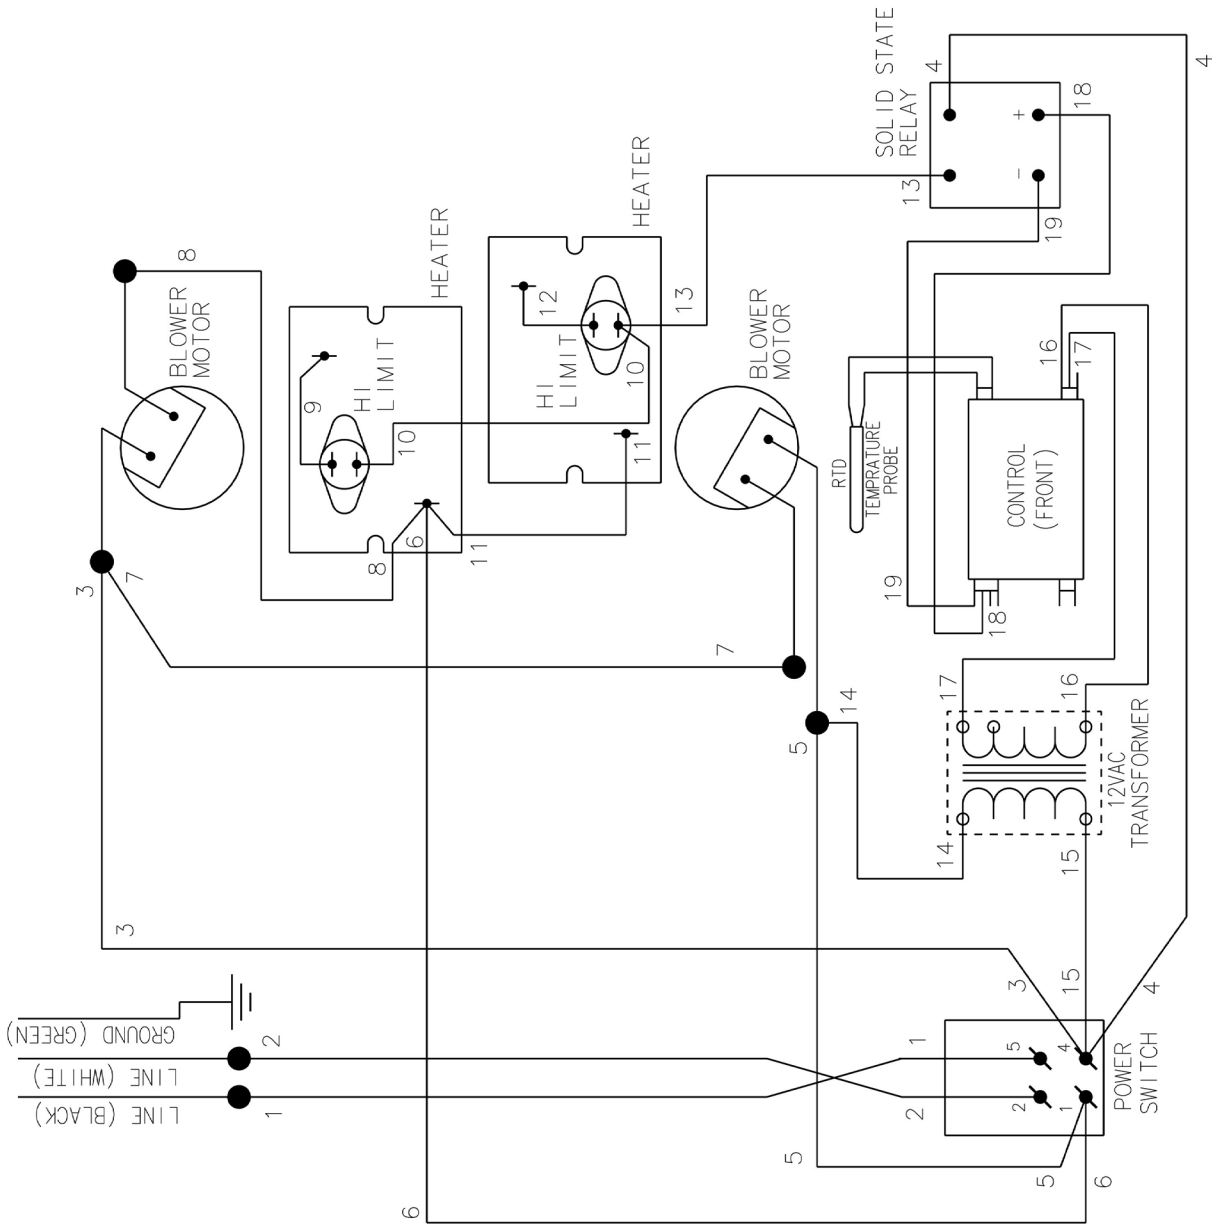 SOLID STATE
RELAY
4
4
18
+
-
13
19
HEATER
HEATER
8
BLOWER
MOTOR
12
13
HI
LIMIT
10
BLOWER
MOTOR
9
HI
LIMIT
10
11
16
17
RTD
TEMPRATURE
PROBE
CONTROL
(FRONT)
8
6
11
3
7
19
18
7
14
5
17
16
12VAC
TRANSFORMER
14
15
3
GROUND (GREEN)
LINE (WHITE)
LINE (BLACK)
2
1
3
15
4
1
2
5
4
2
1
POWER
SWITCH
5
5
6
6